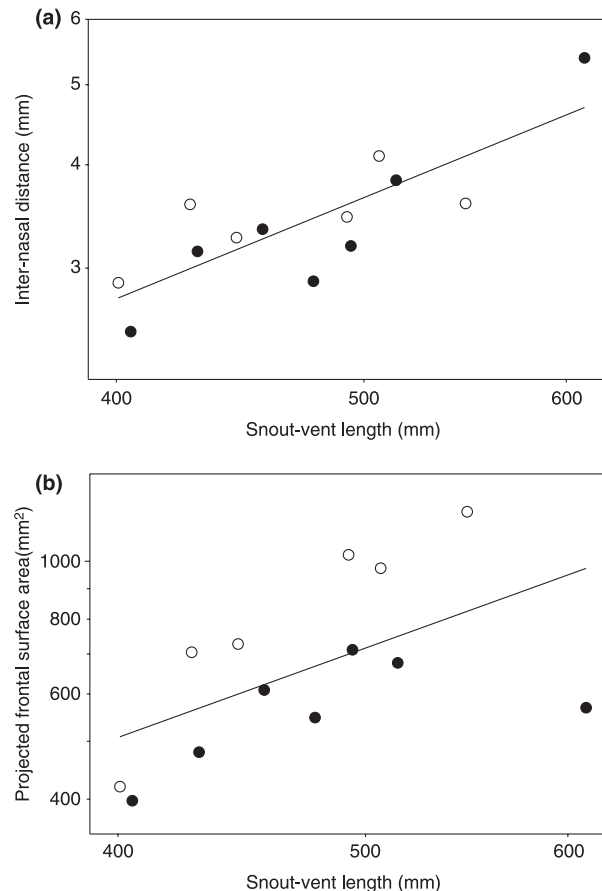 (a)
6
5
4
3
Inter-nasal distance (mm)
400 500 600
Snout-vent length (mm)
(b)
1000
800
600
400
Projected frontal surface area(mm²)
400 500 600
Snout-vent length (mm)